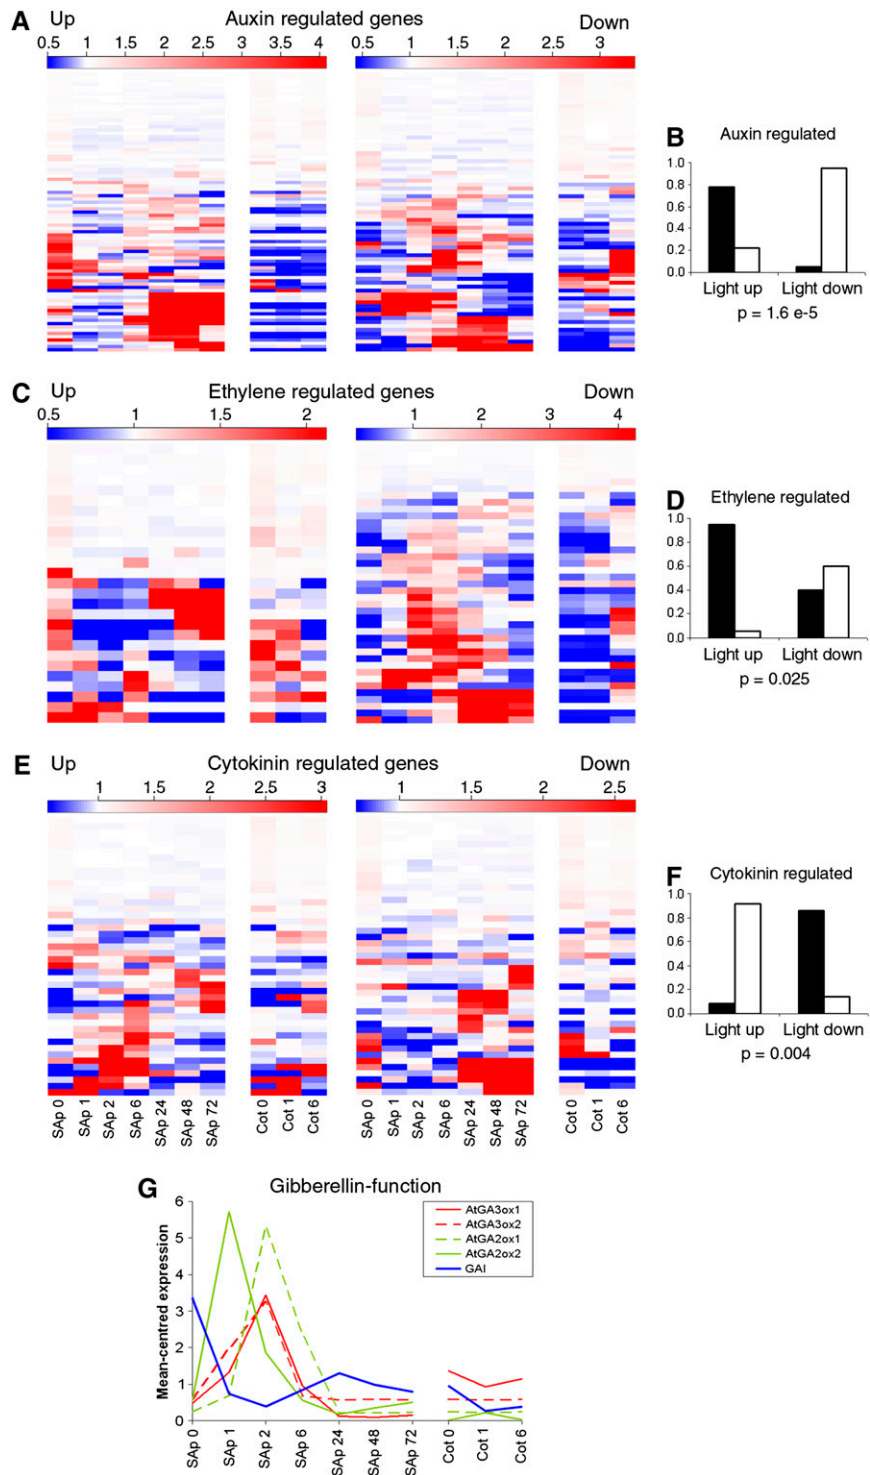 A Up Auxin regulated genes Down
0.5 1 1.5 2 2.5 3 3.5 4 0.5 1 1.5 2 2.5 3
B Auxin regulated
1.0
0.8
0.6
0.4
0.2
0.0
Light up Light down
p = 1.6 e-5
C Up Ethylene regulated genes Down
0.5 1 1.5 2 1 2 3 4
D Ethylene regulated
1.0
0.8
0.6
0.4
0.2
0.0
Light up Light down
p = 0.025
E Up Cytokinin regulated genes Down
1 1.5 2 2.5 3 1 1.5 2 2.5
F Cytokinin regulated
1.0
0.8
0.6
0.4
0.2
0.0
Light up Light down
p = 0.004
SAp 0 SAp 1 SAp 2 SAp 6 SAp 24 SAp 48 SAp 72 Cot 0 Cot 1 Cot 6 SAp 0 SAp 1 SAp 2 SAp 6 SAp 24 SAp 48 SAp 72 Cot 0 Cot 1 Cot 6
G Gibberellin-function
Mean-centred expression
6
5
4
3
2
1
0
AtGA3ox1
AtGA3ox2
AtGA2ox1
AtGA2ox2
GAI
SAp 0 SAp 1 SAp 2 SAp 6 SAp 24 SAp 48 SAp 72 Cot 0 Cot 1 Cot 6